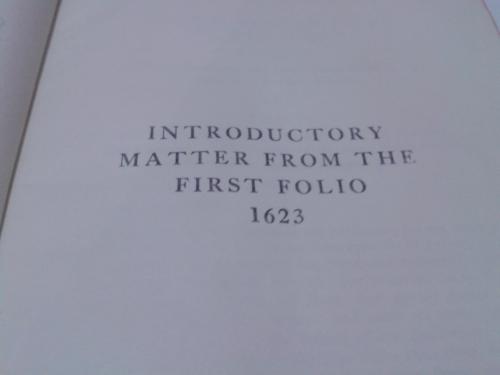 INTRODUCTORY
MATTER FROM THE
FIRST FOLIO
1623